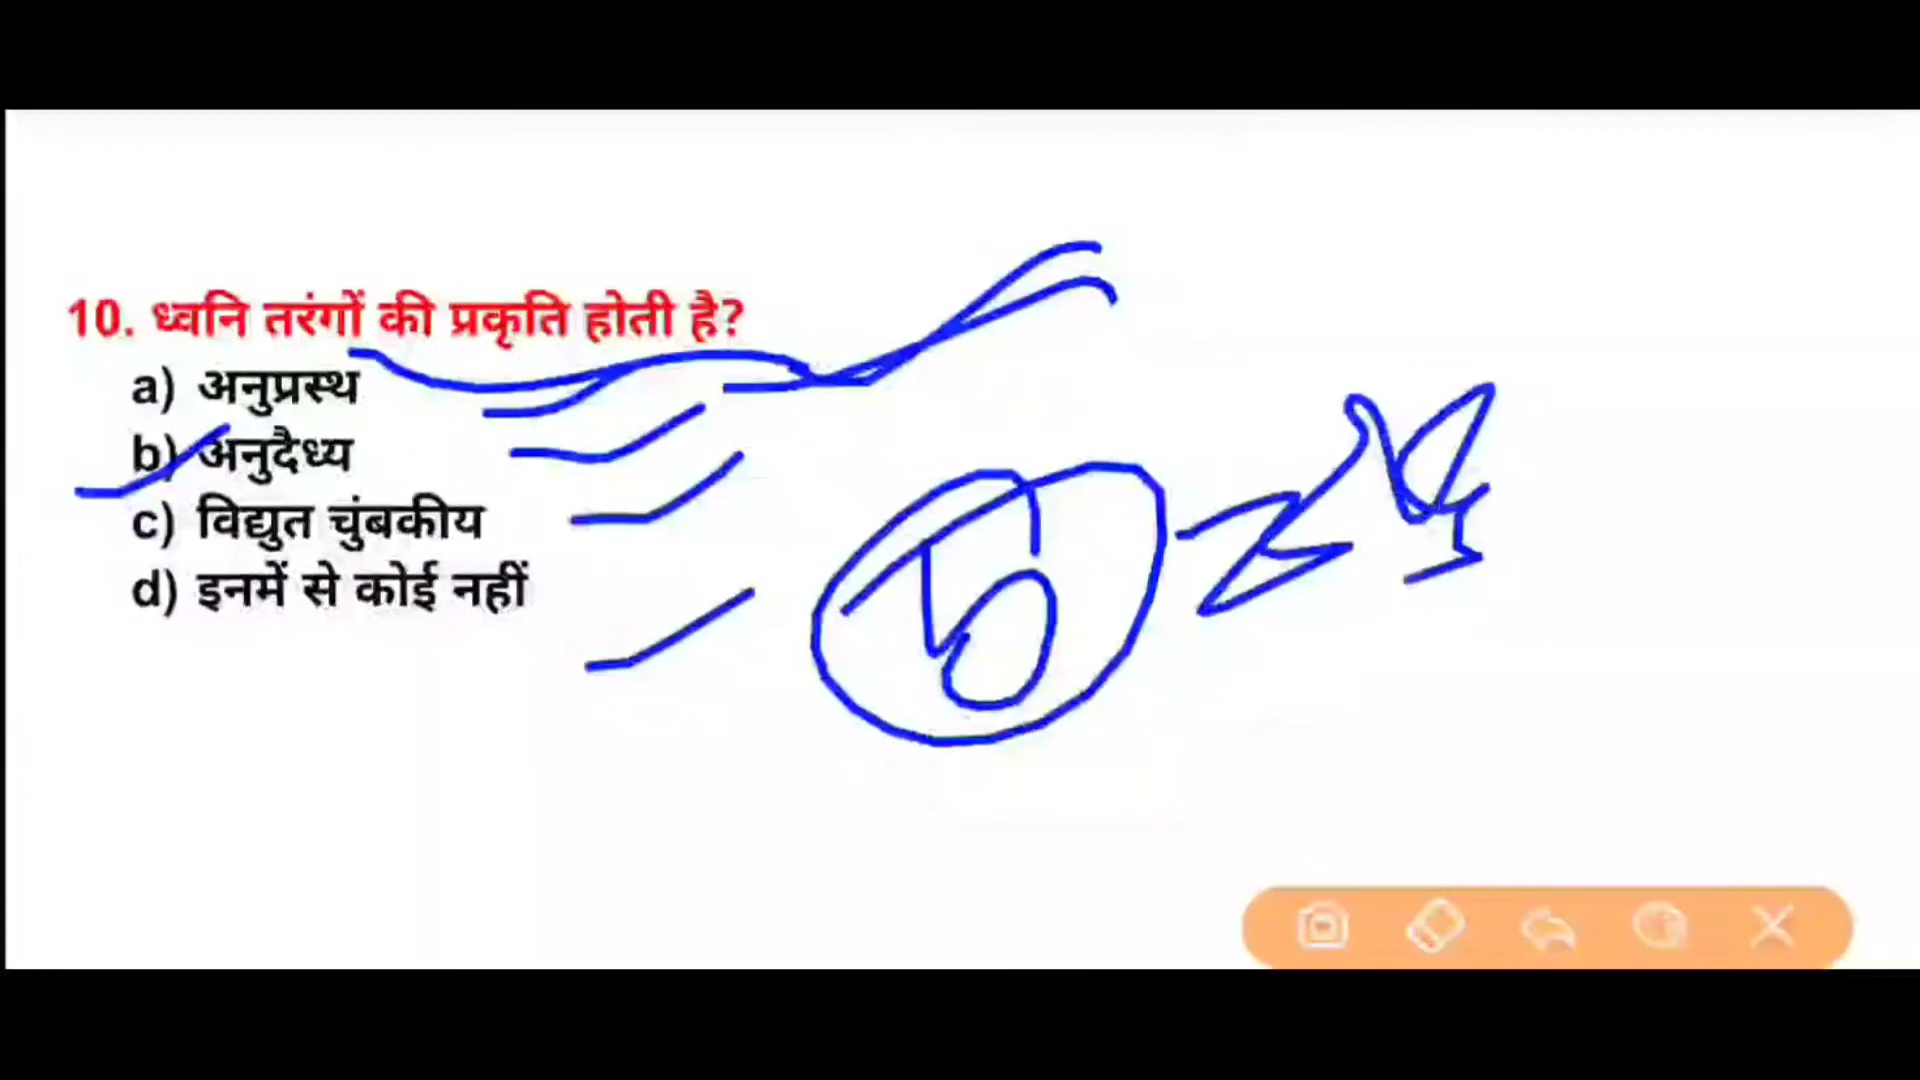 10. ध्वनि तरंगों की प्रकृति होती है?
a) अनुप्रस्थ
b) अनुदैध्य
c) विद्युत चुंबकीय
d) इनमें से कोई नहीं
b